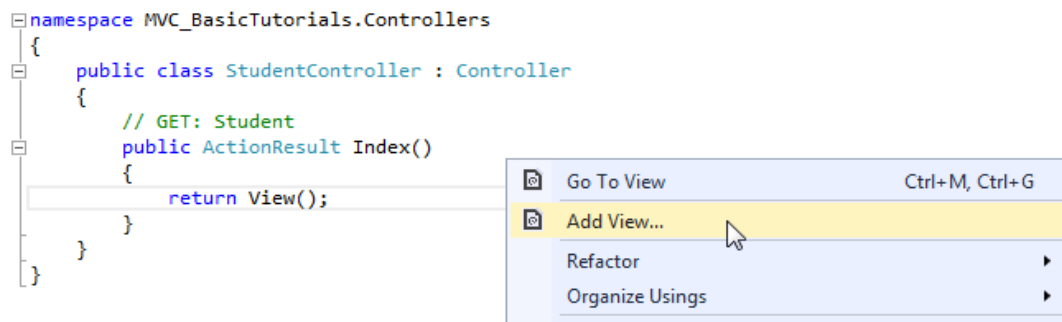 namespace MVC_BasicTutorials.Controllers
{
public class StudentController : Controller
{
// GET: Student
public ActionResult Index()
{
return View();
}
}
}
Go To View Ctrl+M, Ctrl+G
Add View...
Refactor
Organize Usings